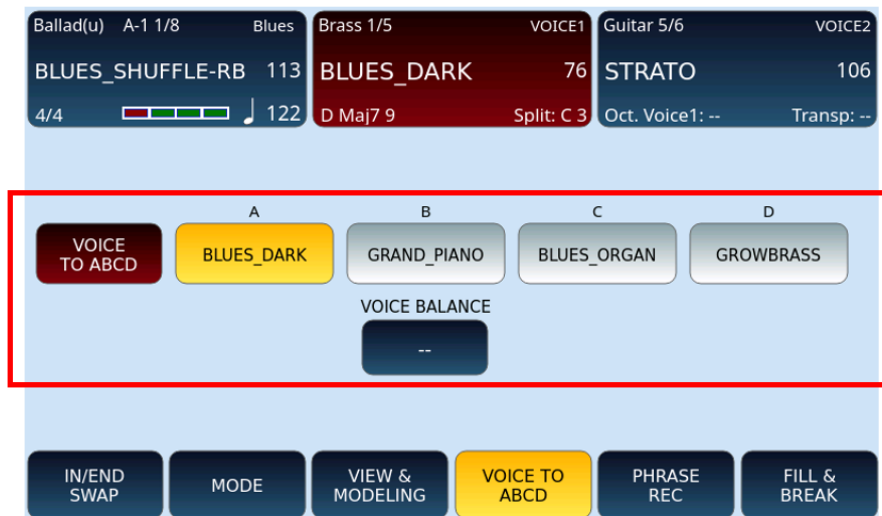 Ballad(u) A-1 1/8 Blues
BLUES_SHUFFLE-RB 113
4/4 122
Brass 1/5 VOICE1
BLUES_DARK 76
D Maj7 9 Split: C 3
Guitar 5/6 VOICE2
STRATO 106
Oct. Voice1: -- Transp: --
A B C D
VOICE
TO ABCD
BLUES_DARK
GRAND_PIANO
BLUES_ORGAN
GROWBRASS
VOICE BALANCE
--
IN/END
SWAP
MODE
VIEW &
MODELING
VOICE TO
ABCD
PHRASE
REC
FILL &
BREAK